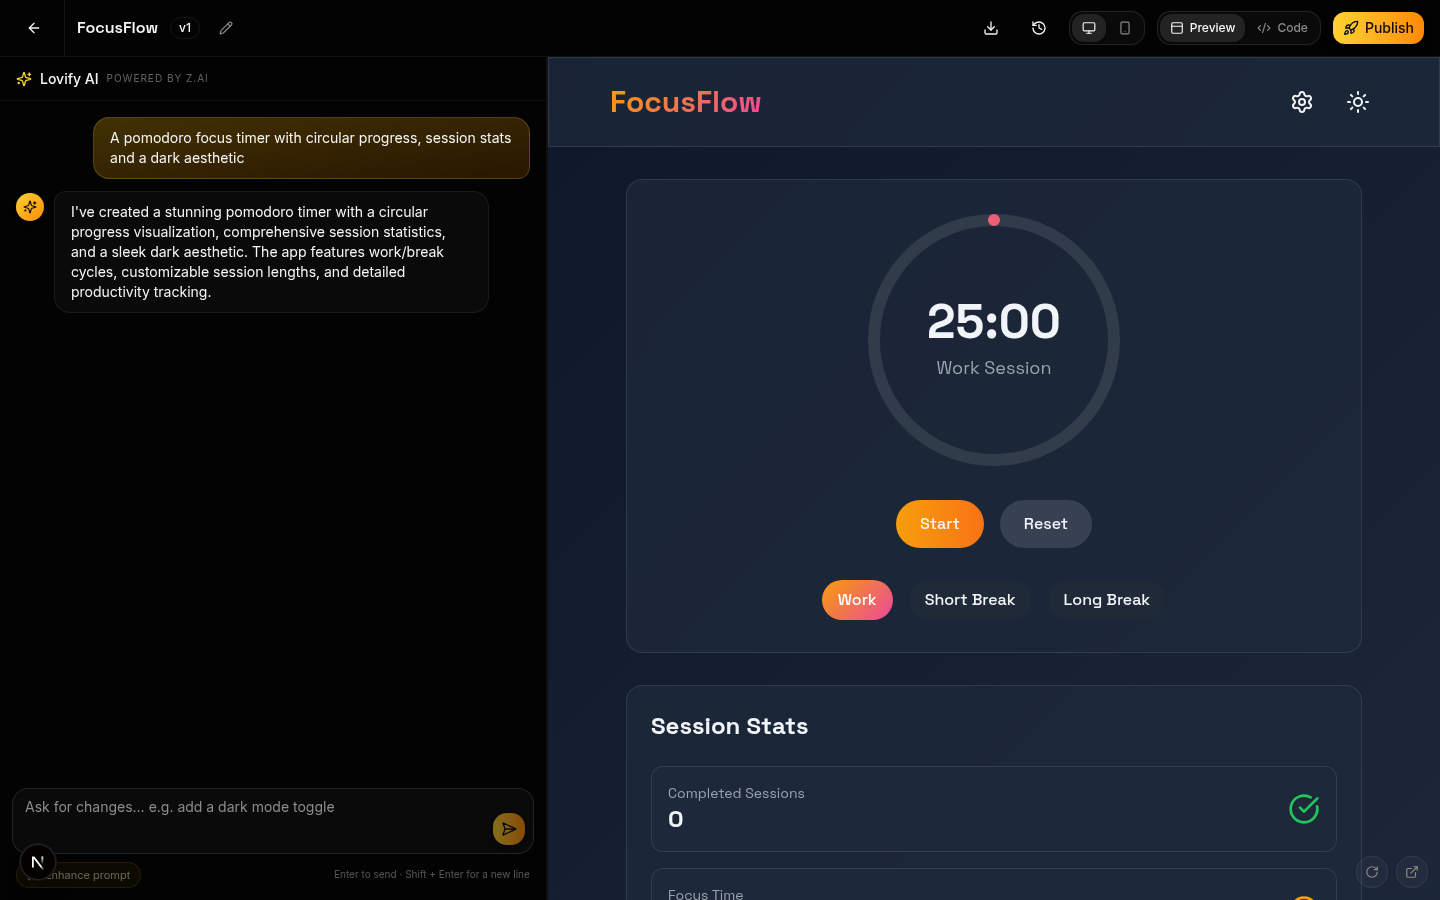 FocusFlow
v1
Preview
Code
Publish
Lovify AI
POWERED BY Z.AI
A pomodoro focus timer with circular progress, session stats
and a dark aesthetic
I've created a stunning pomodoro timer with a circular
progress visualization, comprehensive session statistics,
and a sleek dark aesthetic. The app features work/break
cycles, customizable session lengths, and detailed
productivity tracking.
Ask for changes... e.g. add a dark mode toggle
N
Enhance prompt
Enter to send · Shift + Enter for a new line
FocusFlow
25:00
Work Session
Start
Reset
Work
Short Break
Long Break
Session Stats
Completed Sessions
0
Focus Time